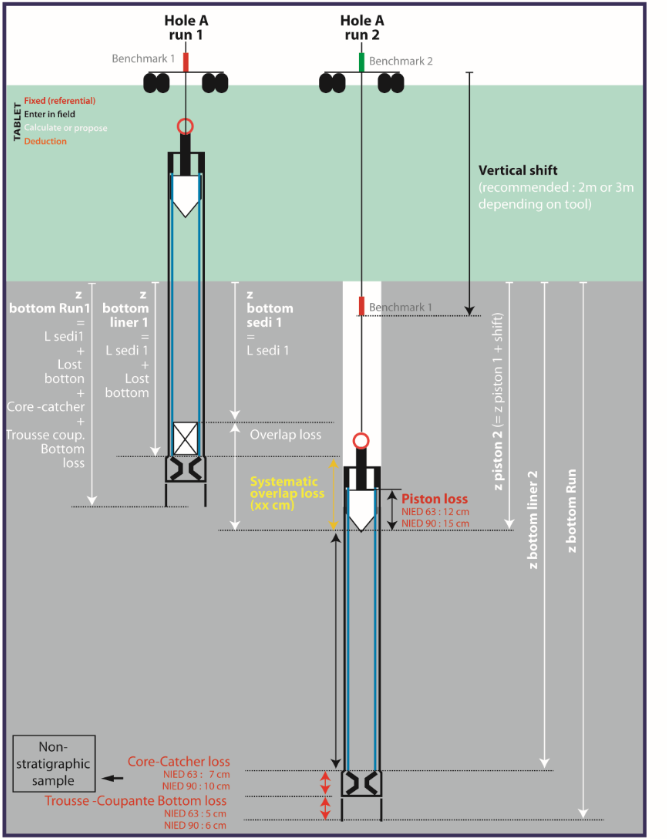 Hole A
run 1
Hole A
run 2
Benchmark 1
Benchmark 2
TABLET
Fixed (referential)
Enter in field
Calculate or propose
Deduction
Vertical shift
(recommended : 2m or 3m
depending on tool)
z
bottom Run1
=
L sedi1
+
Lost
botton
+
Core -catcher
+
Trousse coup.
Bottom
loss
z
bottom
liner 1
=
L sedi 1
+
Lost
bottom
z
bottom
sedi 1
=
L sedi 1
Benchmark 1
z piston 2 (= z piston 1 + shift)
z bottom liner 2
z bottom Run
Overlap loss
Systematic
overlap loss
(xx cm)
Piston loss
NIED 63 : 12 cm
NIED 90 : 15 cm
Non-
stratigraphic
sample
Core-Catcher loss
NIED 63 : 7 cm
NIED 90 : 10 cm
Trousse -Coupante Bottom loss
NIED 63 : 5 cm
NIED 90 : 6 cm